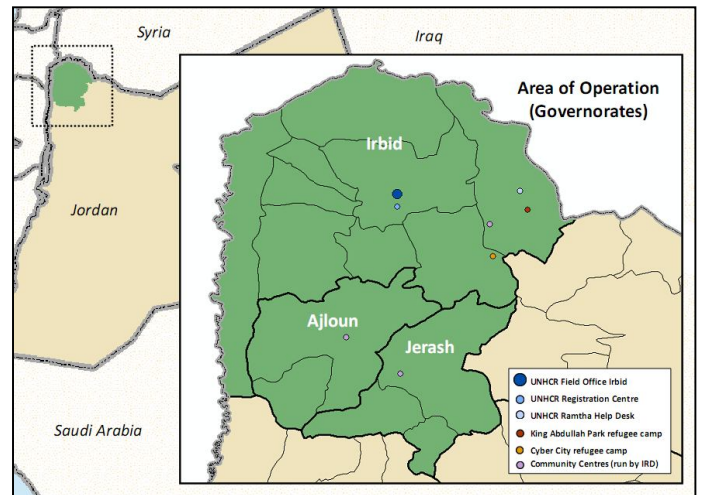 Syria
Iraq
Area of Operation
(Governorates)
Irbid
Jordan
Ajloun
Jerash
UNHCR Field Office Irbid
UNHCR Registration Centre
UNHCR Ramtha Help Desk
King Abdullah Park refugee camp
Cyber City refugee camp
Community Centres (run by IRD)
Saudi Arabia